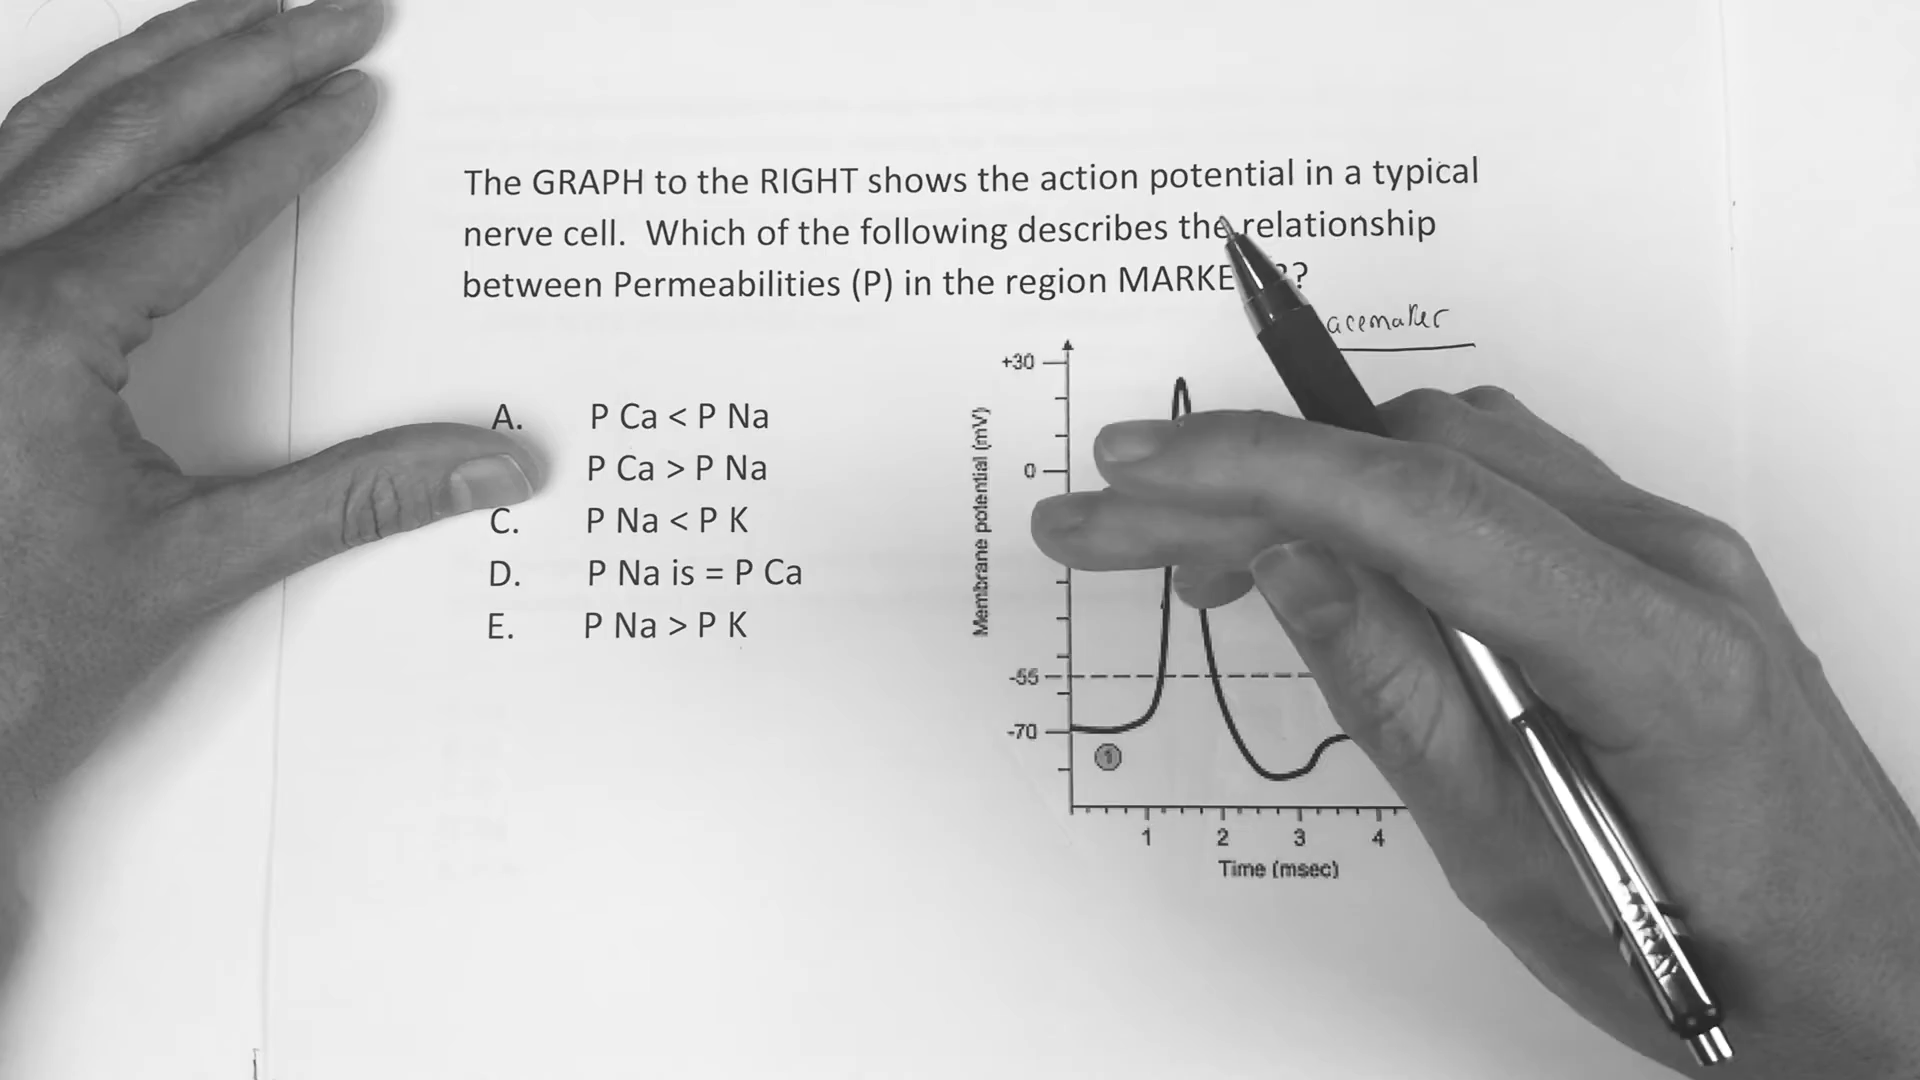 The GRAPH to the RIGHT shows the action potential in a typical
nerve cell. Which of the following describes the relationship
between Permeabilities (P) in the region ?
A. P Ca < P Na
P Ca > P Na
C. P Na < P K
D. P Na is = P Ca
E. P Na > P K
+30
0
-55
-70
Membrane potential (mV)
1
1 2 3 4
Time (msec)